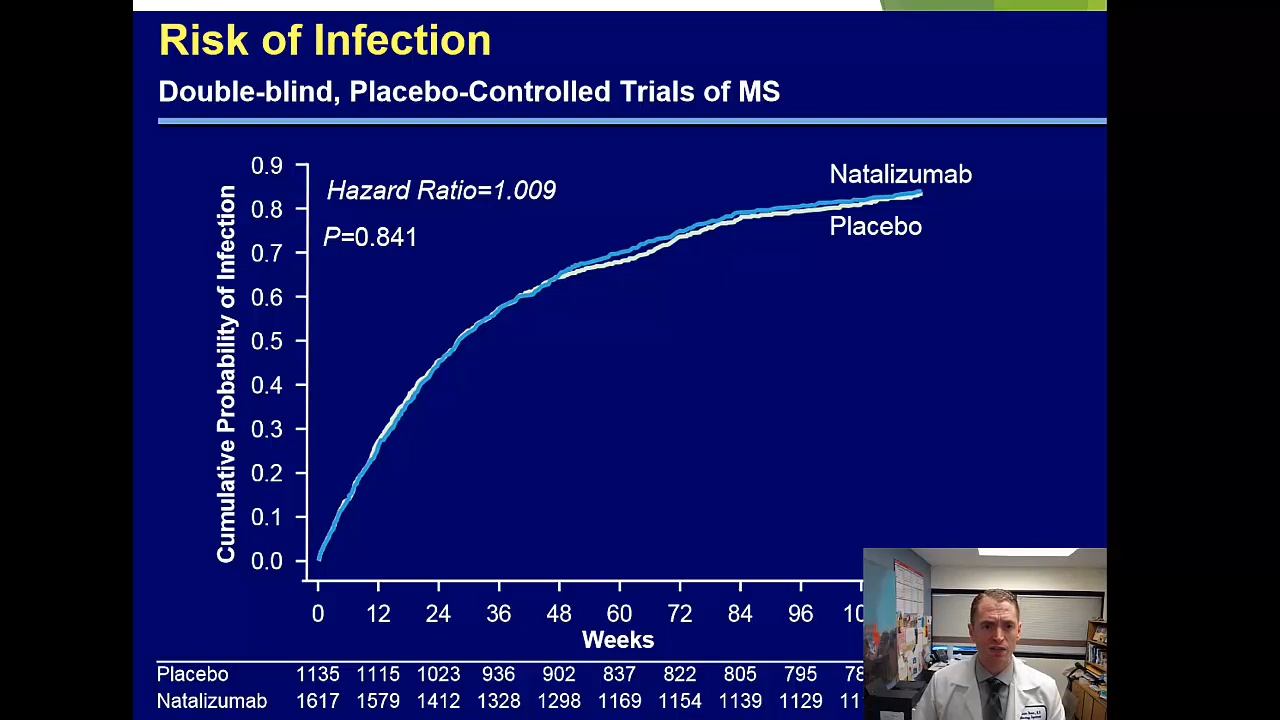 Risk of Infection
Double-blind, Placebo-Controlled Trials of MS
Cumulative Probability of Infection
0.9
0.8
0.7
0.6
0.5
0.4
0.3
0.2
0.1
0.0
Hazard Ratio=1.009
P=0.841
Natalizumab
Placebo
0 12 24 36 48 60 72 84 96
Weeks
Placebo 1135 1115 1023 936 902 837 822 805 795
Natalizumab 1617 1579 1412 1328 1298 1169 1154 1139 1129